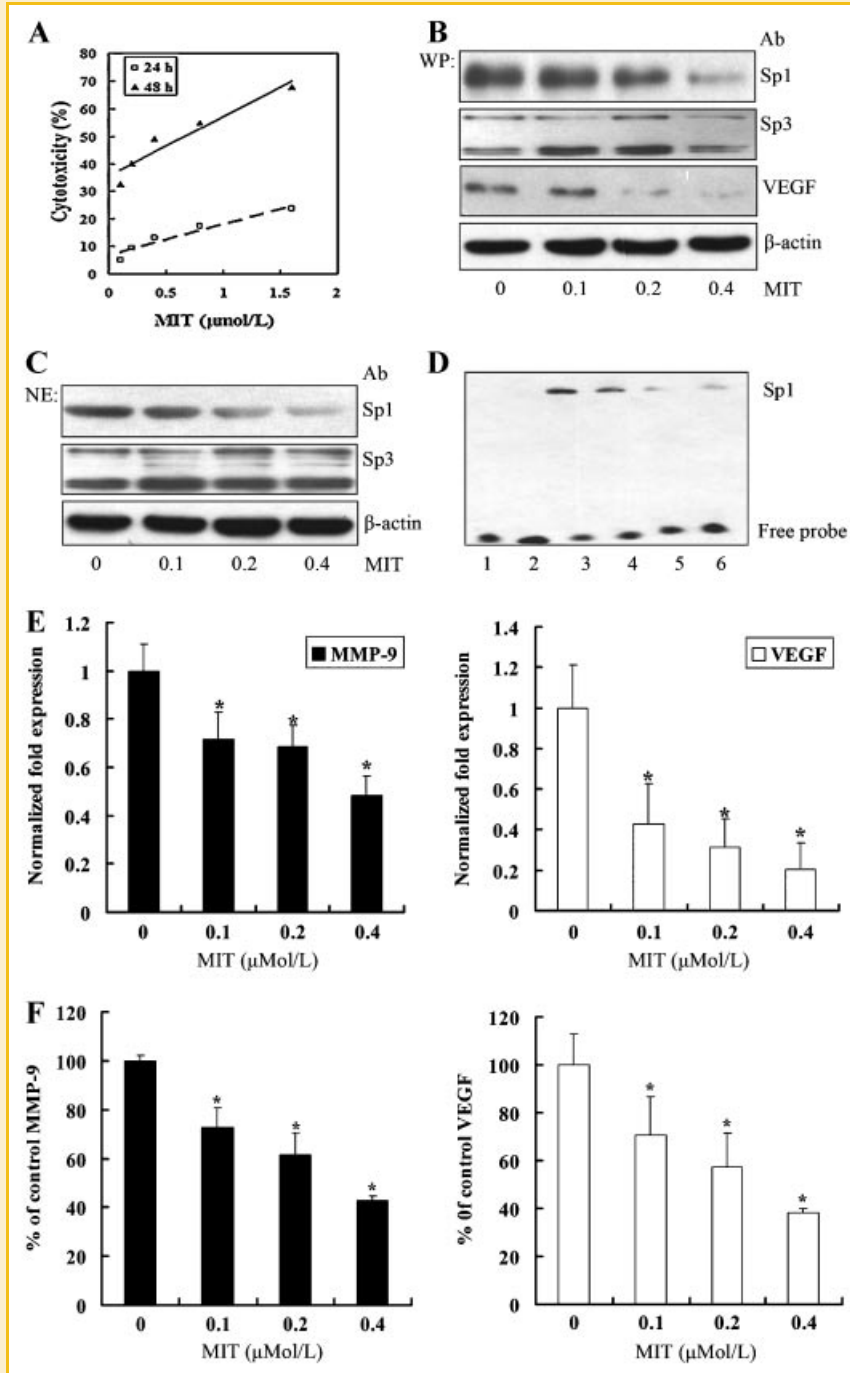 A
80
70
60
50
40
30
20
10
0
Cytotoxicity (%)
24 h
48 h
0 0.5 1 1.5 2
MIT (μmol/L)
B
Ab
WP:
Sp1
Sp3
VEGF
β-actin
0 0.1 0.2 0.4 MIT
C
Ab
NE:
Sp1
Sp3
β-actin
0 0.1 0.2 0.4 MIT
D
Sp1
Free probe
1 2 3 4 5 6
E
1.2
1
0.8
0.6
0.4
0.2
0
Normalized fold expression
MMP-9
0 0.1 0.2 0.4
MIT (μMol/L)
1.4
1.2
1
0.8
0.6
0.4
0.2
0
Normalized fold expression
VEGF
* * *
* * *
0 0.1 0.2 0.4
MIT (μMol/L)
F
120
100
80
60
40
20
0
% of control MMP-9
* * *
0 0.1 0.2 0.4
MIT (μMol/L)
120
100
80
60
40
20
0
% 0f control VEGF
* * *
0 0.1 0.2 0.4
MIT (μMol/L)